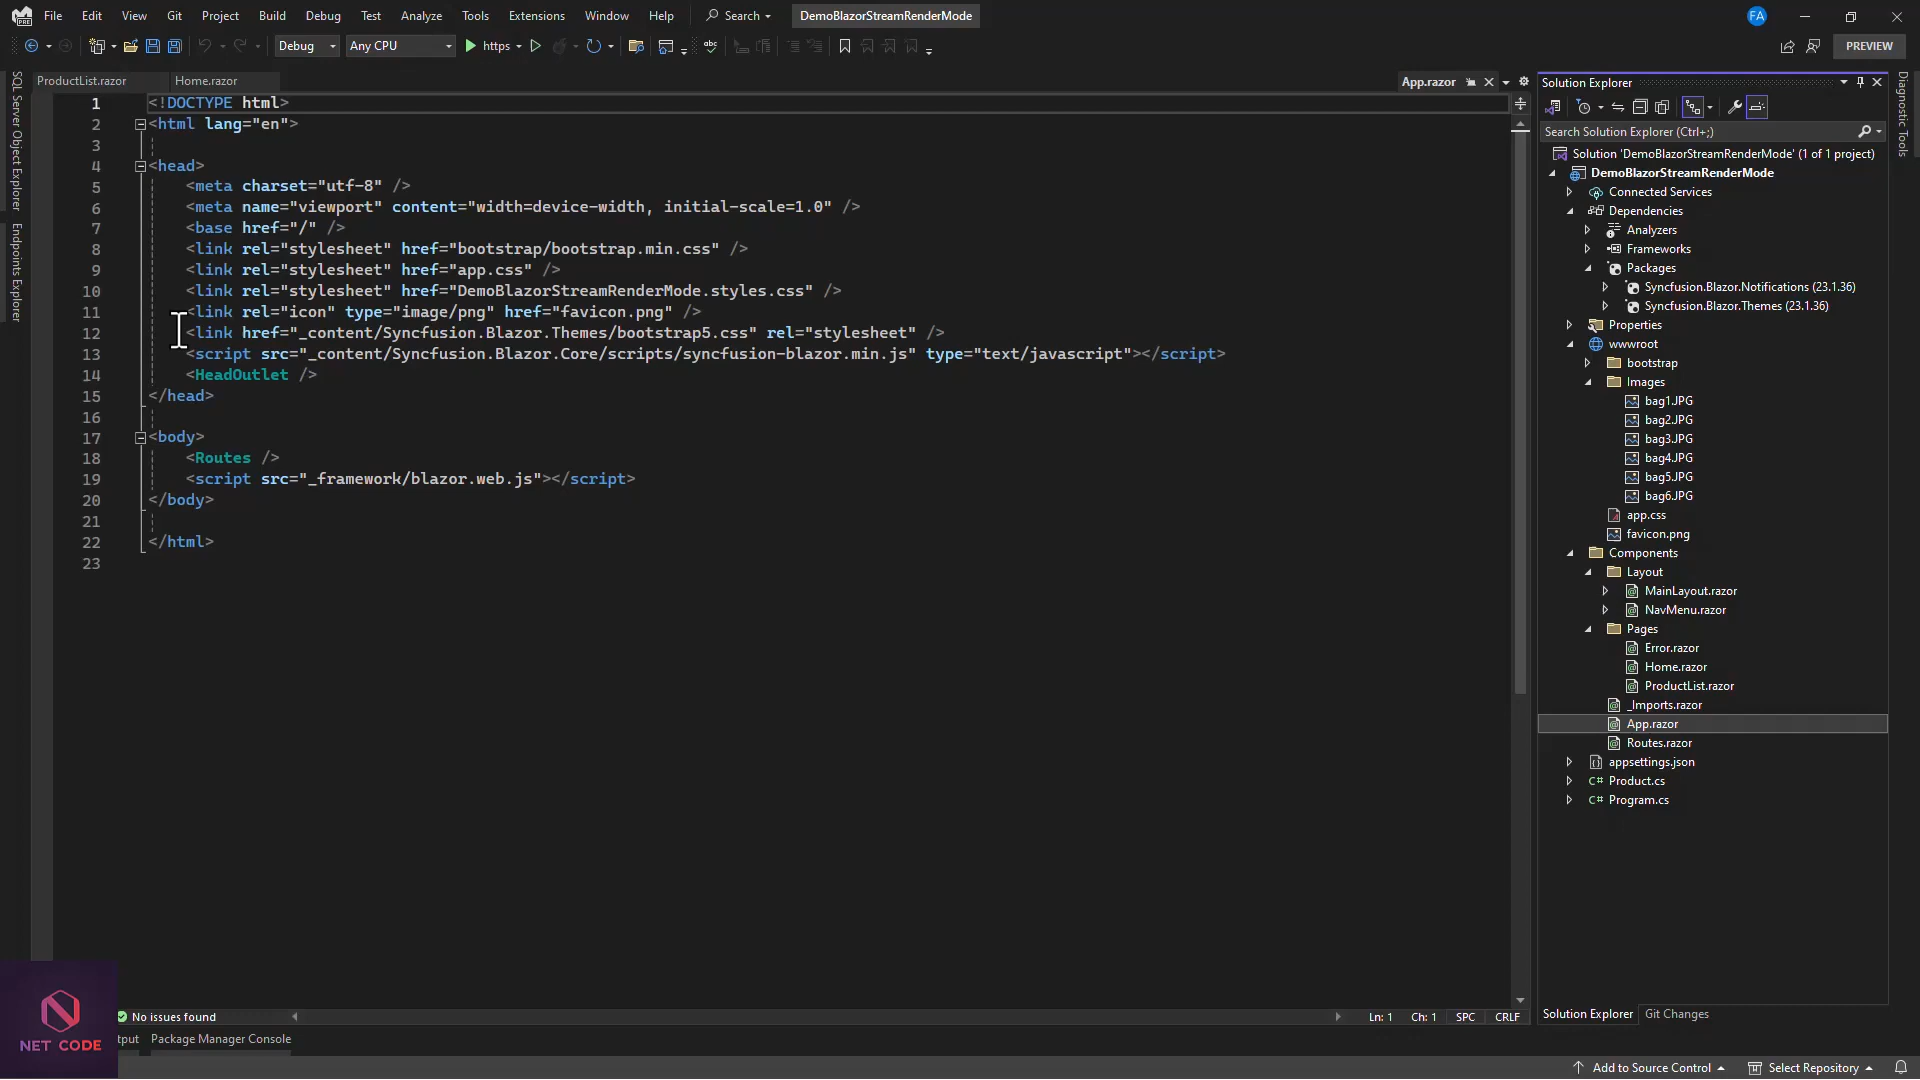 File Edit View Git Project Build Debug Test Analyze Tools Extensions Window Help Search DemoBlazorStreamRenderMode FA
Debug Any CPU https PREVIEW
ProductList.razor Home.razor App.razor
1 <!DOCTYPE html>
2 <html lang="en">
3
4 <head>
5 <meta charset="utf-8" />
6 <meta name="viewport" content="width=device-width, initial-scale=1.0" />
7 <base href="/" />
8 <link rel="stylesheet" href="bootstrap/bootstrap.min.css" />
9 <link rel="stylesheet" href="app.css" />
10 <link rel="stylesheet" href="DemoBlazorStreamRenderMode.styles.css" />
11 <link rel="icon" type="image/png" href="favicon.png" />
12 <link href="_content/Syncfusion.Blazor.Themes/bootstrap5.css" rel="stylesheet" />
13 <script src="_content/Syncfusion.Blazor.Core/scripts/syncfusion-blazor.min.js" type="text/javascript"></script>
14 <HeadOutlet />
15 </head>
16
17 <body>
18 <Routes />
19 <script src="_framework/blazor.web.js"></script>
20 </body>
21
22 </html>
23
SQL Server Object Explorer
Endpoints Explorer
Solution Explorer
Search Solution Explorer (Ctrl+;)
Solution 'DemoBlazorStreamRenderMode' (1 of 1 project)
DemoBlazorStreamRenderMode
Connected Services
Dependencies
Analyzers
Frameworks
Packages
Syncfusion.Blazor.Notifications (23.1.36)
Syncfusion.Blazor.Themes (23.1.36)
Properties
wwwroot
bootstrap
Images
bag1.JPG
bag2.JPG
bag3.JPG
bag4.JPG
bag5.JPG
bag6.JPG
app.css
favicon.png
Components
Layout
MainLayout.razor
NavMenu.razor
Pages
Error.razor
Home.razor
ProductList.razor
_Imports.razor
App.razor
Routes.razor
appsettings.json
C# Product.cs
C# Program.cs
Diagnostic Tools
No issues found Ln: 1 Ch: 1 SPC CRLF
Solution Explorer Git Changes
tput Package Manager Console
NET CODE
Add to Source Control Select Repository